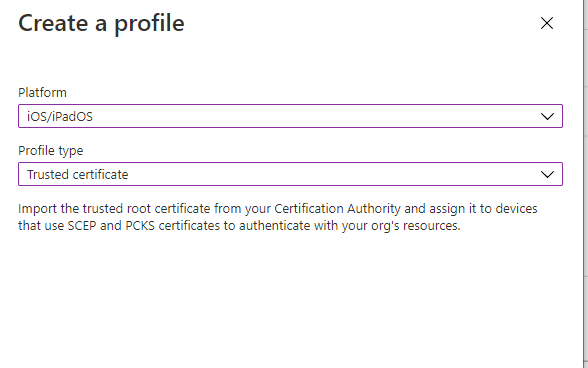 Create a profile
Platform
iOS/iPadOS
Profile type
Trusted certificate
Import the trusted root certificate from your Certification Authority and assign it to devices
that use SCEP and PCKS certificates to authenticate with your org's resources.